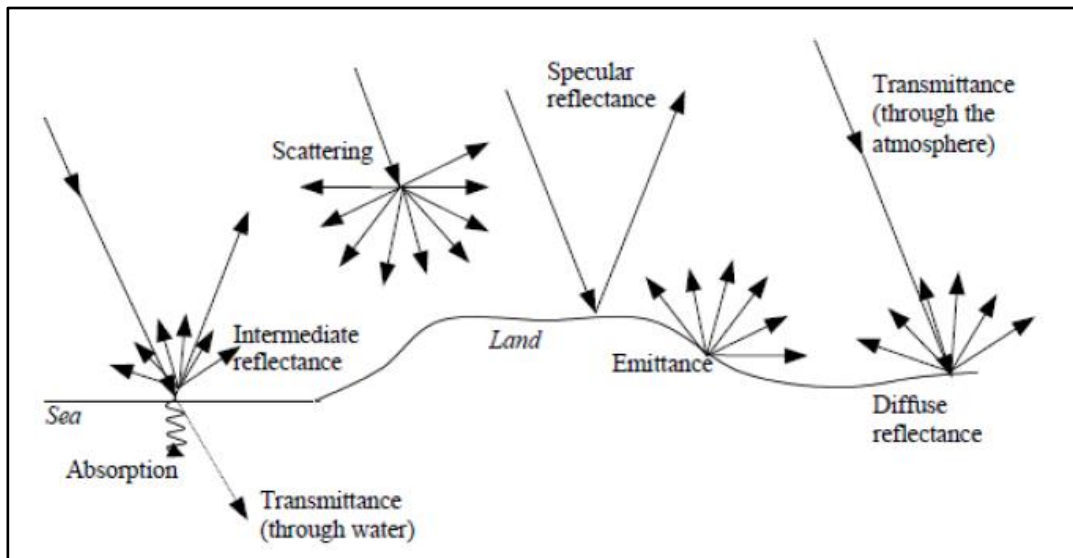 Specular
reflectance
Transmittance
(through the
atmosphere)
Scattering
Intermediate
reflectance
Land
Emittance
Sea
Diffuse
reflectance
Absorption
Transmittance
(through water)